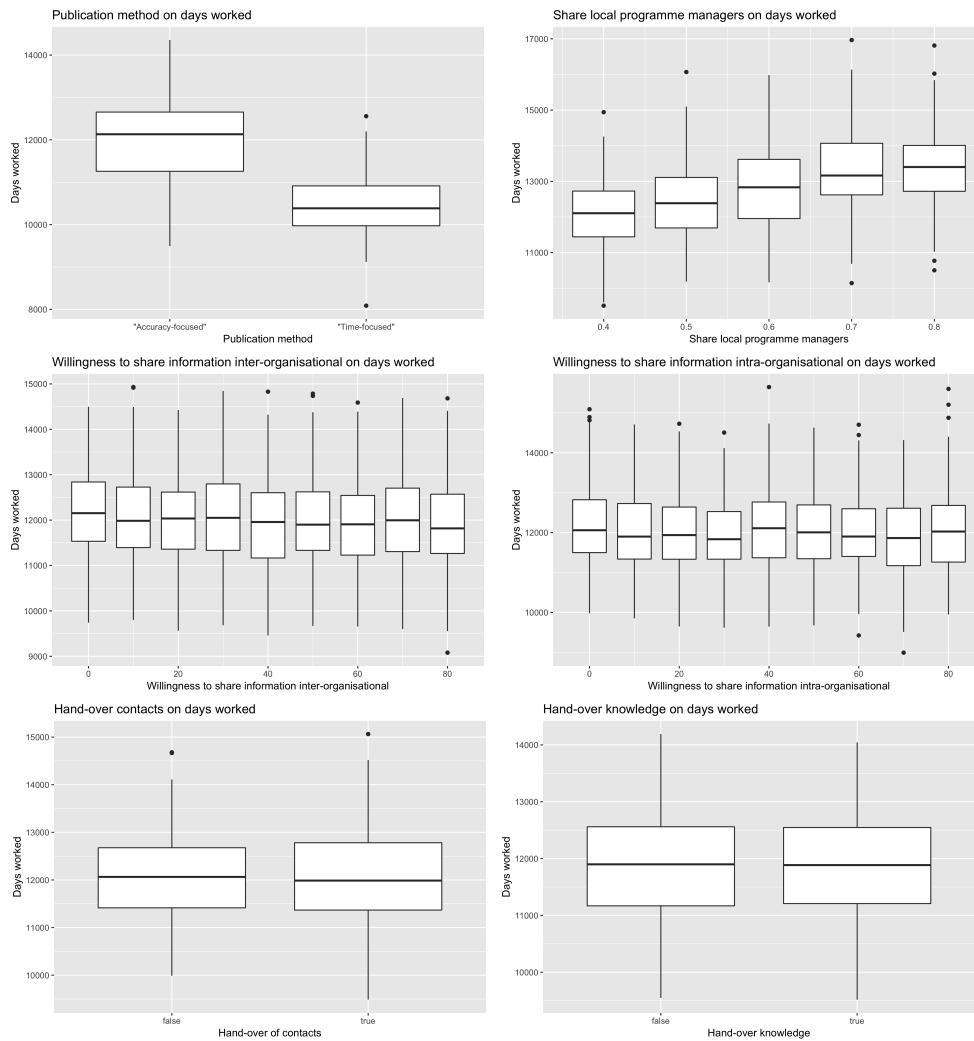 Publication method on days worked
14000
12000
10000
8000
Days worked
"Accuracy-focused"
"Time-focused"
Publication method
Share local programme managers on days worked
17000
15000
13000
11000
Days worked
0.4
0.5
0.6
0.7
0.8
Share local programme managers
Willingness to share information inter-organisational on days worked
15000
14000
13000
12000
11000
10000
9000
Days worked
0
20
40
60
80
Willingness to share information inter-organisational
Willingness to share information intra-organisational on days worked
14000
12000
10000
Days worked
0
20
40
60
80
Willingness to share information intra-organisational
Hand-over contacts on days worked
15000
14000
13000
12000
11000
10000
Days worked
false
true
Hand-over of contacts
Hand-over knowledge on days worked
14000
13000
12000
11000
10000
Days worked
false
true
Hand-over knowledge